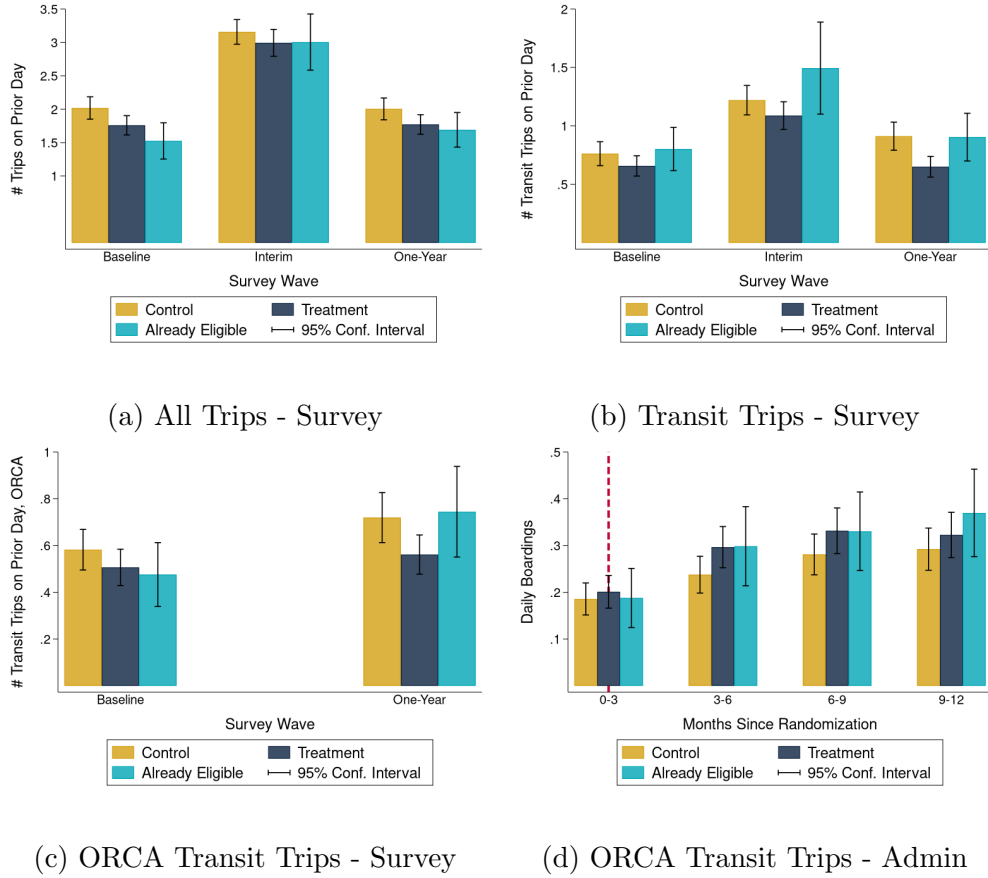 3.5
3
2.5
2
1.5
1
# Trips on Prior Day
Baseline
Interim
One-Year
Survey Wave
Control
Treatment
Already Eligible
95% Conf. Interval
(a) All Trips - Survey
2
1.5
1
.5
# Transit Trips on Prior Day
Baseline
Interim
One-Year
Survey Wave
Control
Treatment
Already Eligible
95% Conf. Interval
(b) Transit Trips - Survey
1
.8
.6
.4
.2
# Transit Trips on Prior Day, ORCA
Baseline
One-Year
Survey Wave
Control
Treatment
Already Eligible
95% Conf. Interval
(c) ORCA Transit Trips - Survey
.5
.4
.3
.2
.1
Daily Boardings
0-3
3-6
6-9
9-12
Months Since Randomization
Control
Treatment
Already Eligible
95% Conf. Interval
(d) ORCA Transit Trips - Admin